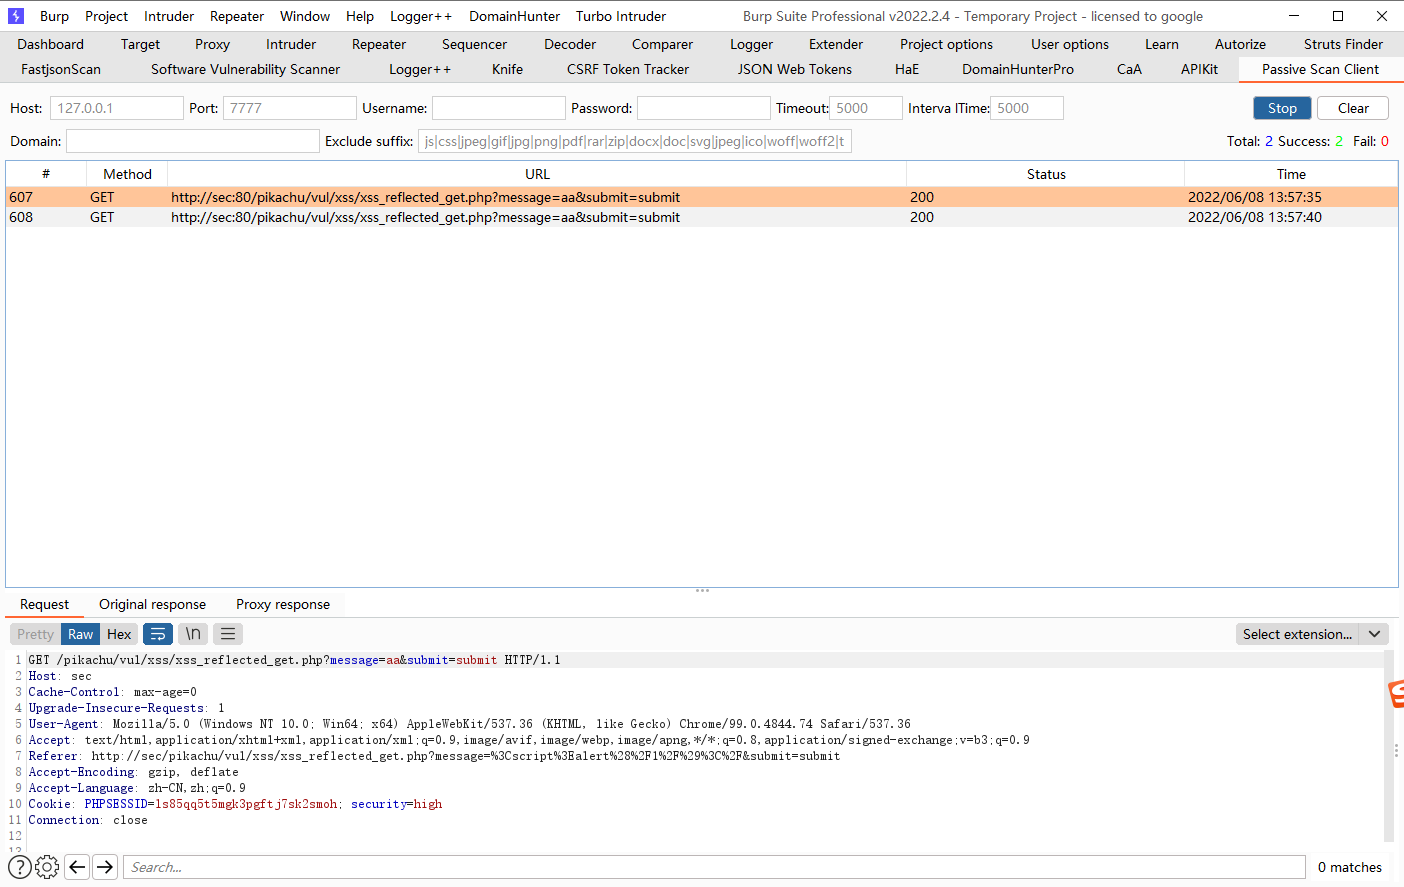 Burp Project Intruder Repeater Window Help Logger++ DomainHunter Turbo Intruder Burp Suite Professional v2022.2.4 - Temporary Project - licensed to google
Dashboard Target Proxy Intruder Repeater Sequencer Decoder Comparer Logger Extender Project options User options Learn Autorize Struts Finder
FastjsonScan Software Vulnerability Scanner Logger++ Knife CSRF Token Tracker JSON Web Tokens HaE DomainHunterPro CaA APIKit Passive Scan Client
Host: 127.0.0.1 Port: 7777 Username: Password: Timeout: 5000 Interva lTime: 5000 Stop Clear
Domain: Exclude suffix: js|css|jpeg|gif|jpg|png|pdf|rar|zip|docx|doc|svg|jpeg|ico|woff|woff2|t Total: 2 Success: 2 Fail: 0
# Method URL Status Time
607 GET http://sec:80/pikachu/vul/xss/xss_reflected_get.php?message=aa&submit=submit 200 2022/06/08 13:57:35
608 GET http://sec:80/pikachu/vul/xss/xss_reflected_get.php?message=aa&submit=submit 200 2022/06/08 13:57:40
Request Original response Proxy response
Pretty Raw Hex \n Select extension...
1 GET /pikachu/vul/xss/xss_reflected_get.php?message=aa&submit=submit HTTP/1.1
2 Host: sec
3 Cache-Control: max-age=0
4 Upgrade-Insecure-Requests: 1
5 User-Agent: Mozilla/5.0 (Windows NT 10.0; Win64; x64) AppleWebKit/537.36 (KHTML, like Gecko) Chrome/99.0.4844.74 Safari/537.36
6 Accept: text/html,application/xhtml+xml,application/xml;q=0.9,image/avif,image/webp,image/apng,*/*;q=0.8,application/signed-exchange;v=b3;q=0.9
7 Referer: http://sec/pikachu/vul/xss/xss_reflected_get.php?message=%3Cscript%3Ealert%28%2F1%2F%29%3C%2F&submit=submit
8 Accept-Encoding: gzip, deflate
9 Accept-Language: zh-CN,zh;q=0.9
10 Cookie: PHPSESSID=ls85qq5t5mgk3pgftj7sk2smoh; security=high
11 Connection: close
12
13
? Search... 0 matches